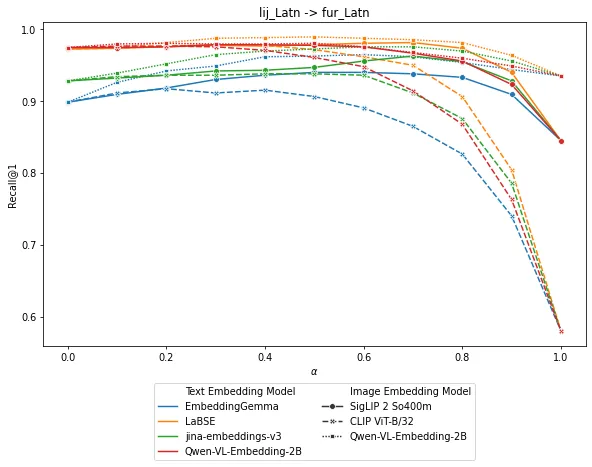 lij_Latn -> fur_Latn
Recall@1
1.0
0.9
0.8
0.7
0.6
0.0 0.2 0.4 0.6 0.8 1.0
α
Text Embedding Model Image Embedding Model
EmbeddingGemma SigLIP 2 So400m
LaBSE CLIP ViT-B/32
jina-embeddings-v3 Qwen-VL-Embedding-2B
Qwen-VL-Embedding-2B